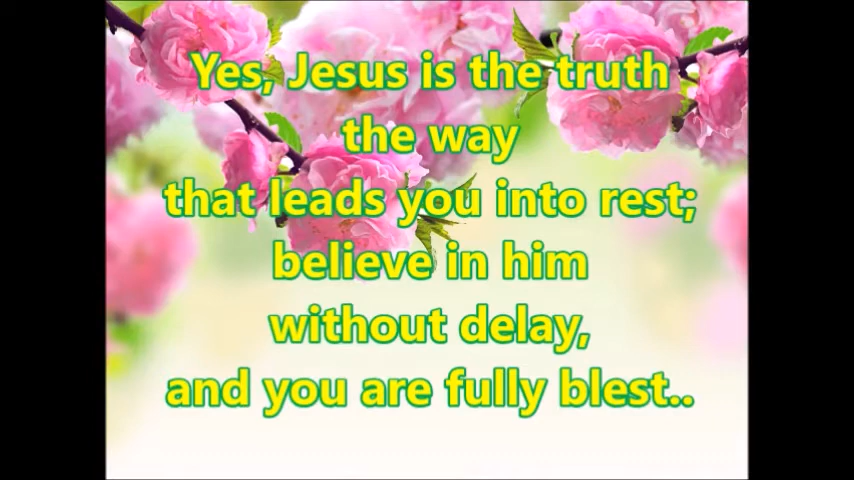 Yes, Jesus is the truth
the way
that leads you into rest;
believe in him
without delay,
and you are fully blest..